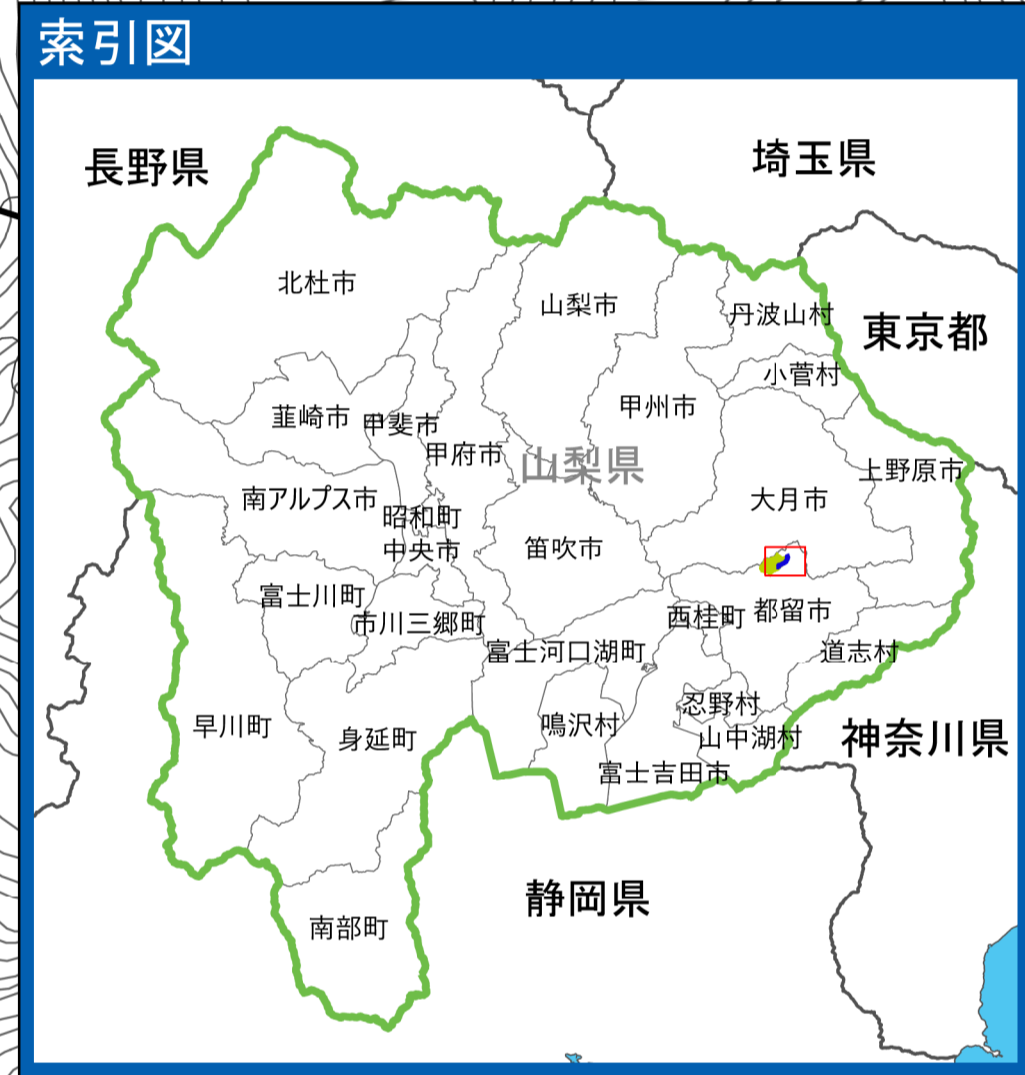 索引図
長野県
埼玉県
北杜市
山梨市
丹波山村
東京都
小菅村
韮崎市
甲斐市
甲州市
甲府市
山梨県
上野原市
南アルプス市
大月市
昭和町
中央市
笛吹市
富士川町
市川三郷町
西桂町
都留市
富士河口湖町
道志村
早川町
身延町
鳴沢村
忍野村
山中湖村
神奈川県
富士吉田市
静岡県
南部町